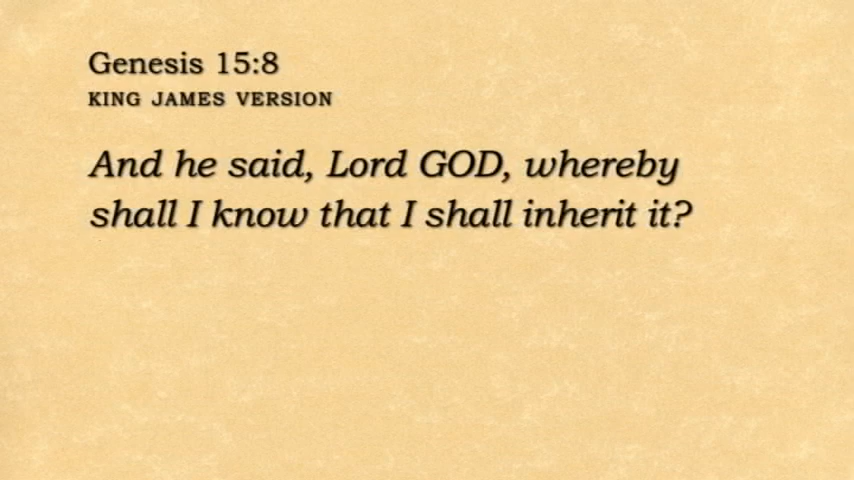 Genesis 15:8
KING JAMES VERSION
And he said, Lord GOD, whereby
shall I know that I shall inherit it?